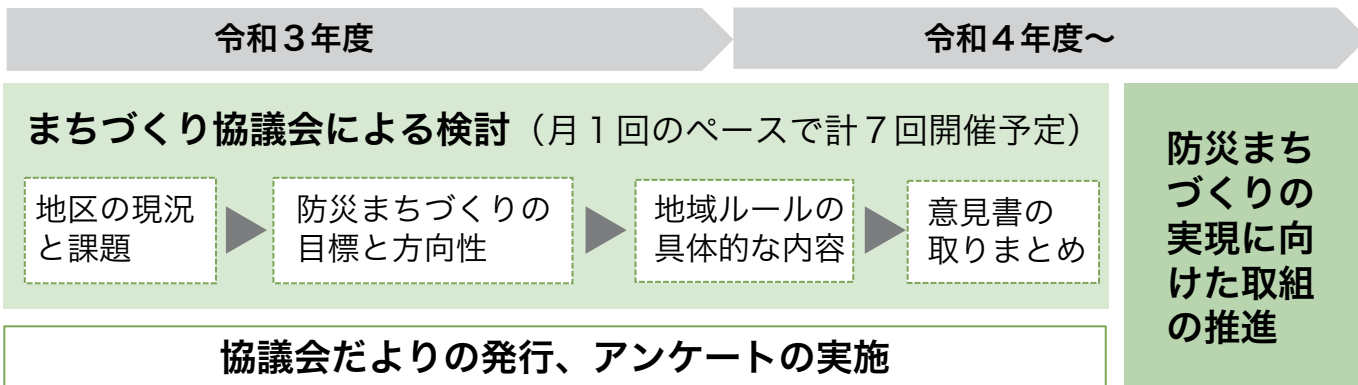 令和３年度
令和４年度～
まちづくり協議会による検討（月１回のペースで計７回開催予定）
地区の現況
と課題
防災まちづくりの
目標と方向性
地域ルールの
具体的な内容
意見書の
取りまとめ
協議会だよりの発行、アンケートの実施
防災まち
づくりの
実現に向
けた取組
の推進